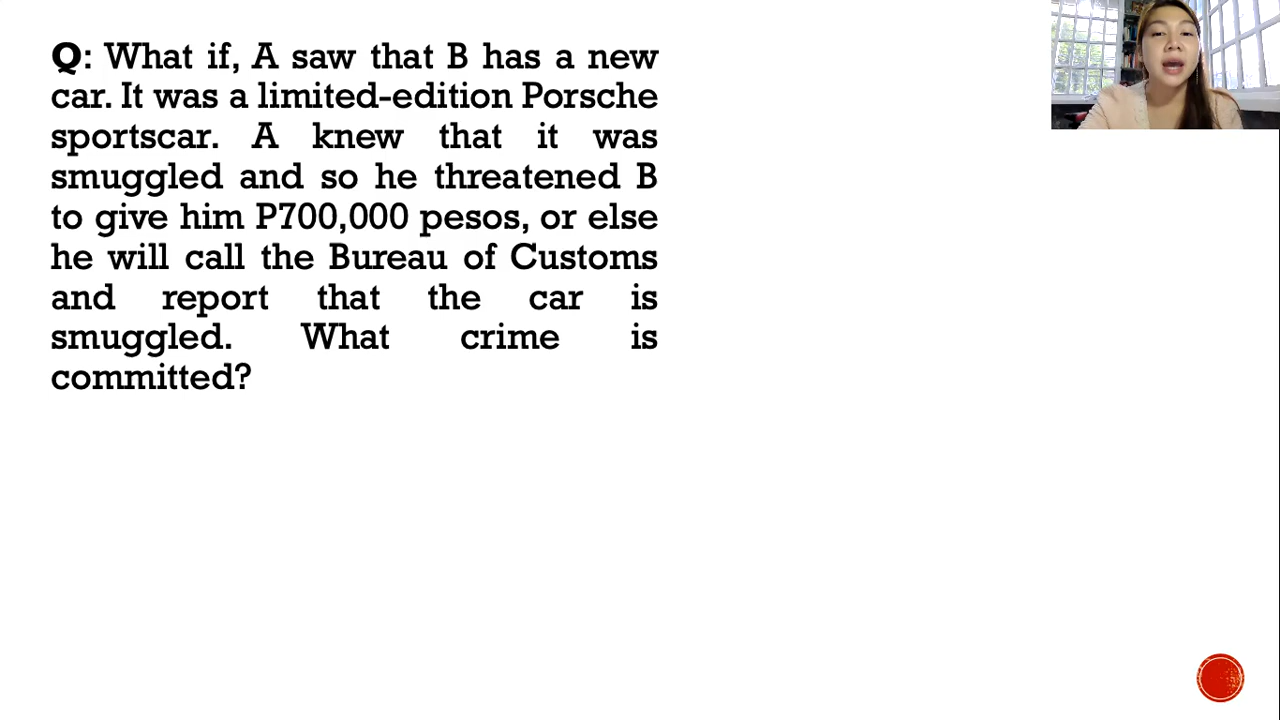 Q: What if, A saw that B has a new
car. It was a limited-edition Porsche
sportscar. A knew that it was
smuggled and so he threatened B
to give him P700,000 pesos, or else
he will call the Bureau of Customs
and report that the car is
smuggled. What crime is
committed?